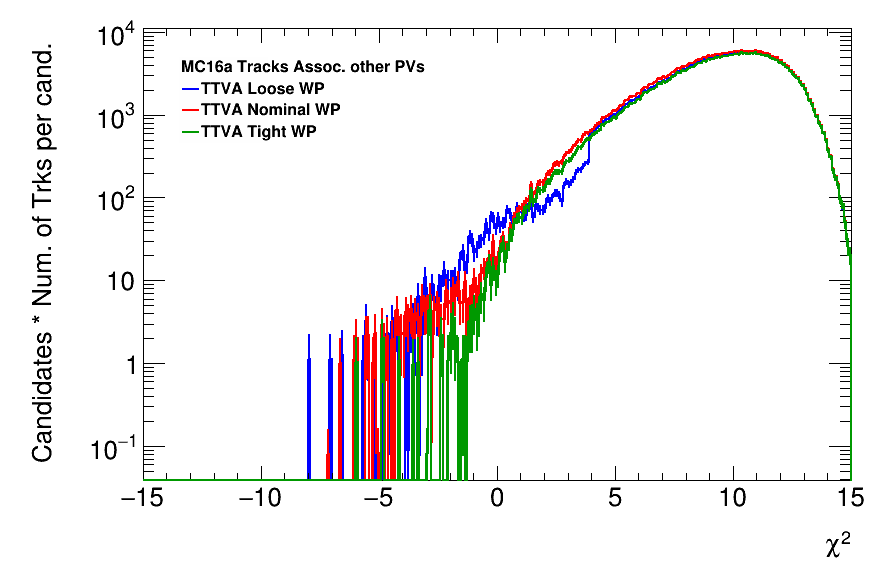 Candidates * Num. of Trks per cand.
10⁴
10³
10²
10
1
10⁻¹
MC16a Tracks Assoc. other PVs
TTVA Loose WP
TTVA Nominal WP
TTVA Tight WP
−15 −10 −5 0 5 10 15
χ²